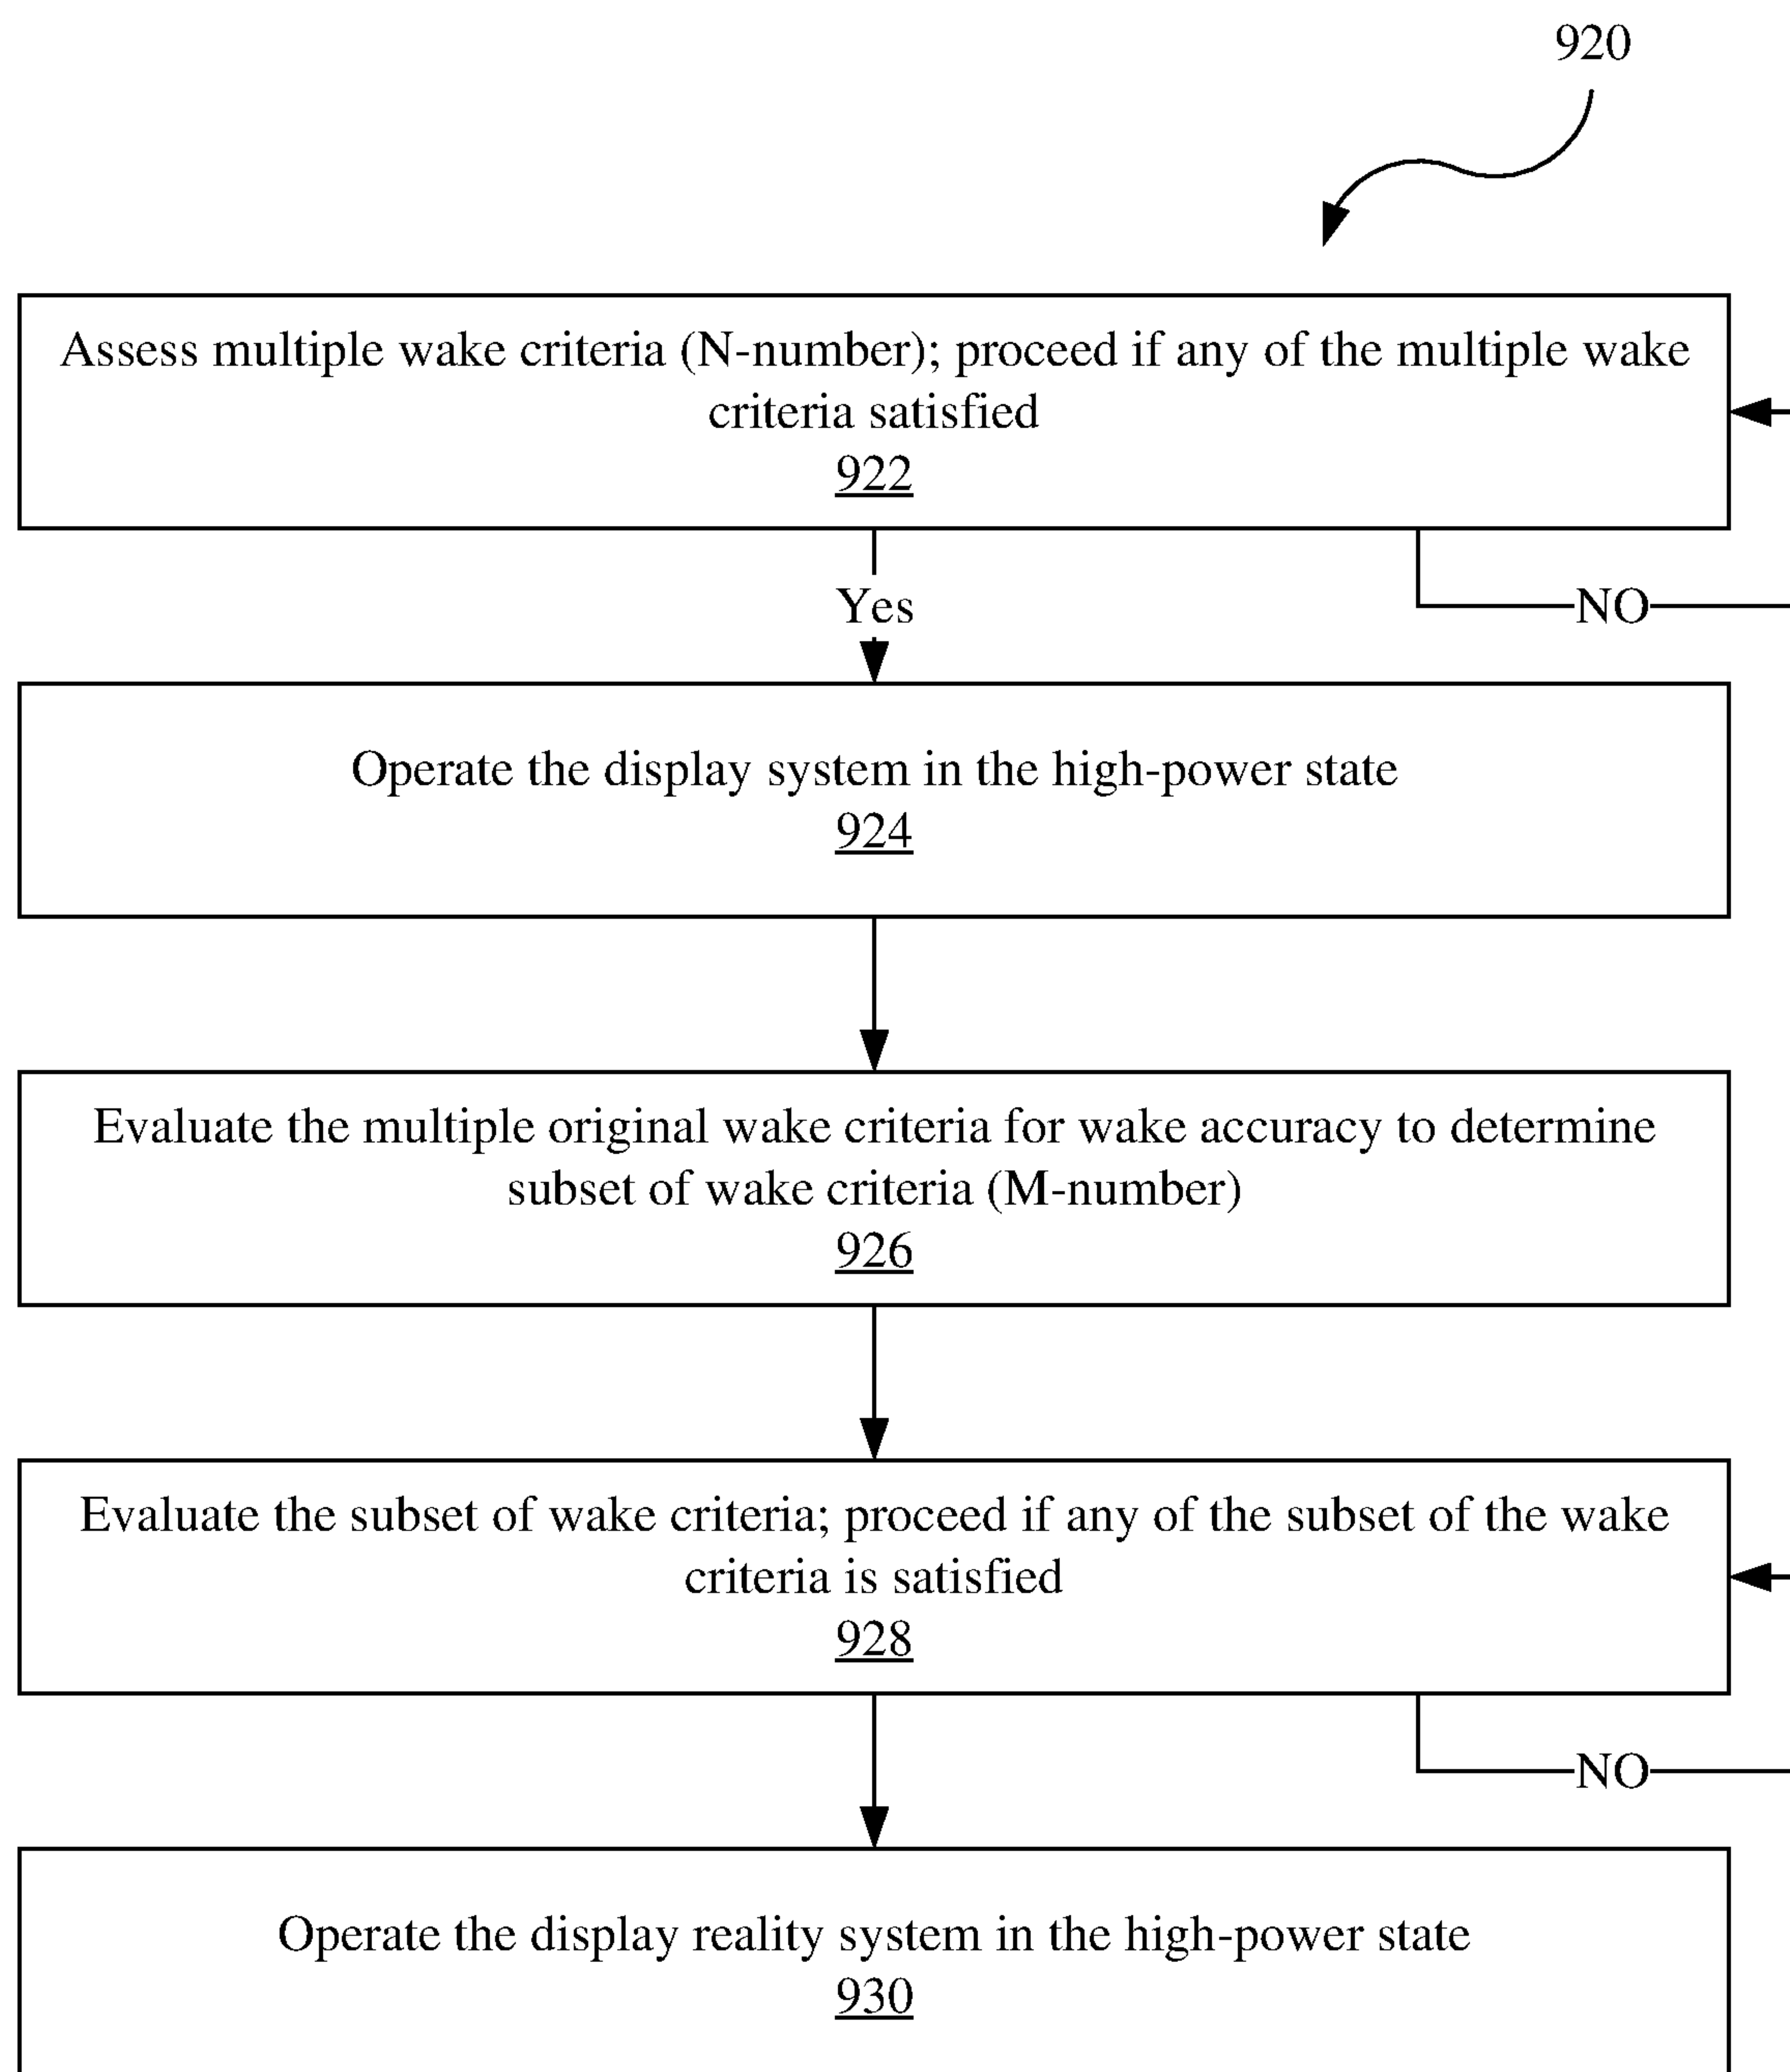 920
Assess multiple wake criteria (N-number); proceed if any of the multiple wake
criteria satisfied
922
Yes
NO
Operate the display system in the high-power state
924
Evaluate the multiple original wake criteria for wake accuracy to determine
subset of wake criteria (M-number)
926
Evaluate the subset of wake criteria; proceed if any of the subset of the wake
criteria is satisfied
928
NO
Operate the display reality system in the high-power state
930